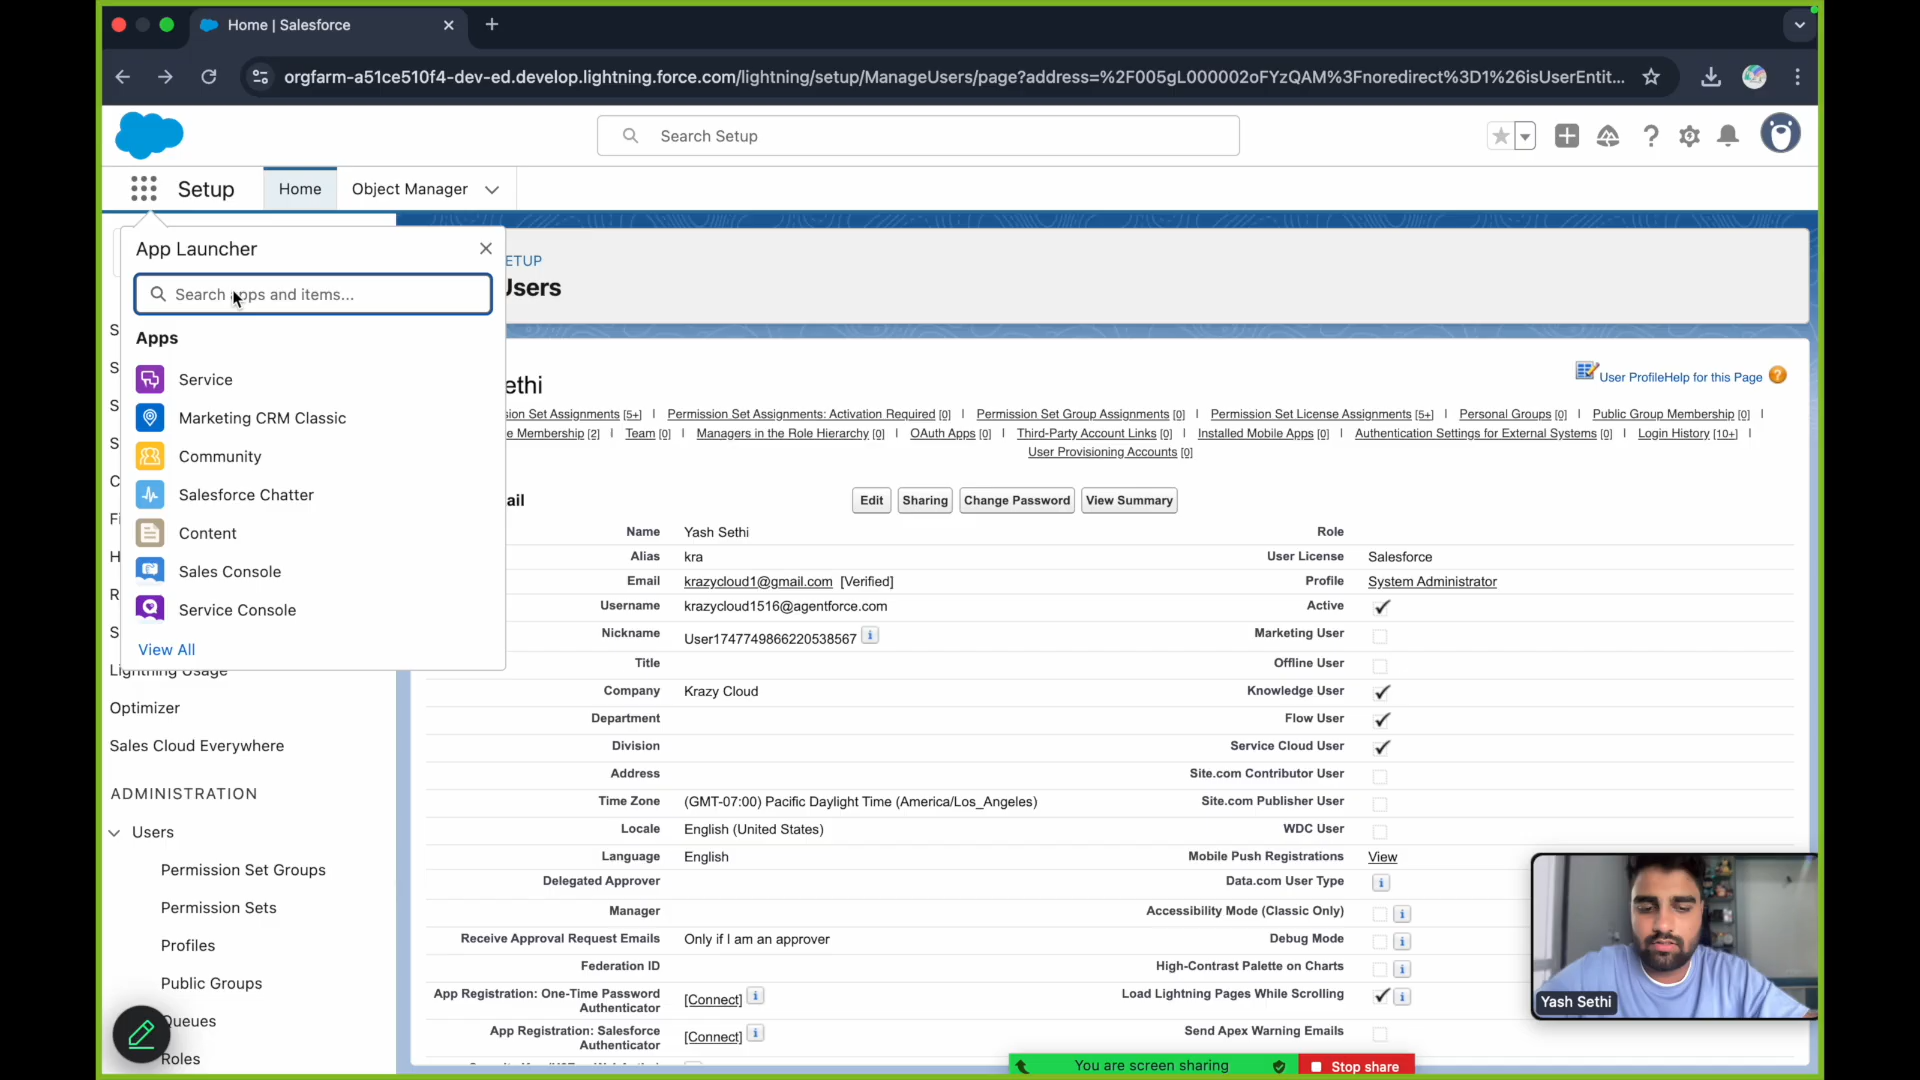 Home | Salesforce
orgfarm-a51ce510f4-dev-ed.develop.lightning.force.com/lightning/setup/ManageUsers/page?address=%2F005gL000002oFYzQAM%3Fnoredirect%3D1%26isUserEntit...
Search Setup
Setup
Home
Object Manager
App Launcher
Search apps and items...
Apps
Service
Marketing CRM Classic
Community
Salesforce Chatter
Content
Sales Console
Service Console
View All
Lightning Usage
Optimizer
Sales Cloud Everywhere
ADMINISTRATION
Users
Permission Set Groups
Permission Sets
Profiles
Public Groups
Queues
Roles
ETUP
Users
ethi
User Profile Help for this Page
sion Set Assignments [5+] | Permission Set Assignments: Activation Required [0] | Permission Set Group Assignments [0] | Permission Set License Assignments [5+] | Personal Groups [0] | Public Group Membership [0] |
e Membership [2] | Team [0] | Managers in the Role Hierarchy [0] | OAuth Apps [0] | Third-Party Account Links [0] | Installed Mobile Apps [0] | Authentication Settings for External Systems [0] | Login History [10+] |
User Provisioning Accounts [0]
ail
Edit Sharing Change Password View Summary
Name Yash Sethi Role
Alias kra User License Salesforce
Email krazycloud1@gmail.com [Verified] Profile System Administrator
Username krazycloud1516@agentforce.com Active
Nickname User1747749866220538567 i Marketing User
Title Offline User
Company Krazy Cloud Knowledge User
Department Flow User
Division Service Cloud User
Address Site.com Contributor User
Time Zone (GMT-07:00) Pacific Daylight Time (America/Los_Angeles) Site.com Publisher User
Locale English (United States) WDC User
Language English Mobile Push Registrations View
Delegated Approver Data.com User Type i
Manager Accessibility Mode (Classic Only) i
Receive Approval Request Emails Only if I am an approver Debug Mode i
Federation ID High-Contrast Palette on Charts i
App Registration: One-Time Password Authenticator [Connect] i Load Lightning Pages While Scrolling i
App Registration: Salesforce Authenticator [Connect] i Send Apex Warning Emails
Yash Sethi
You are screen sharing
Stop share